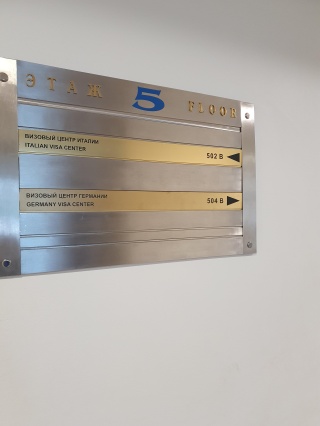 ЭТАЖ 5 FLOOR
ВИЗОВЫЙ ЦЕНТР ИТАЛИИ
ITALIAN VISA CENTER 502 B ◀
ВИЗОВЫЙ ЦЕНТР ГЕРМАНИИ
GERMANY VISA CENTER 504 B ▶